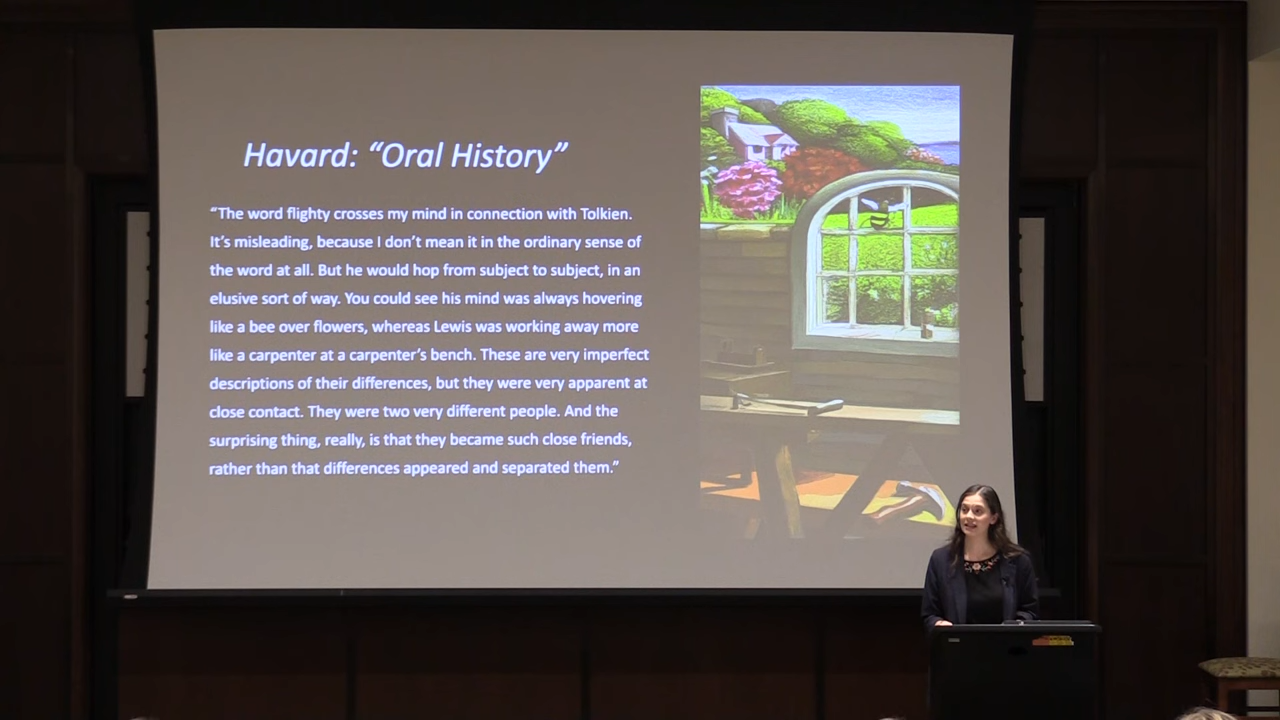 Havard: “Oral History”
“The word flighty crosses my mind in connection with Tolkien.
It’s misleading, because I don’t mean it in the ordinary sense of
the word at all. But he would hop from subject to subject, in an
elusive sort of way. You could see his mind was always hovering
like a bee over flowers, whereas Lewis was working away more
like a carpenter at a carpenter’s bench. These are very imperfect
descriptions of their differences, but they were very apparent at
close contact. They were two very different people. And the
surprising thing, really, is that they became such close friends,
rather than that differences appeared and separated them.”